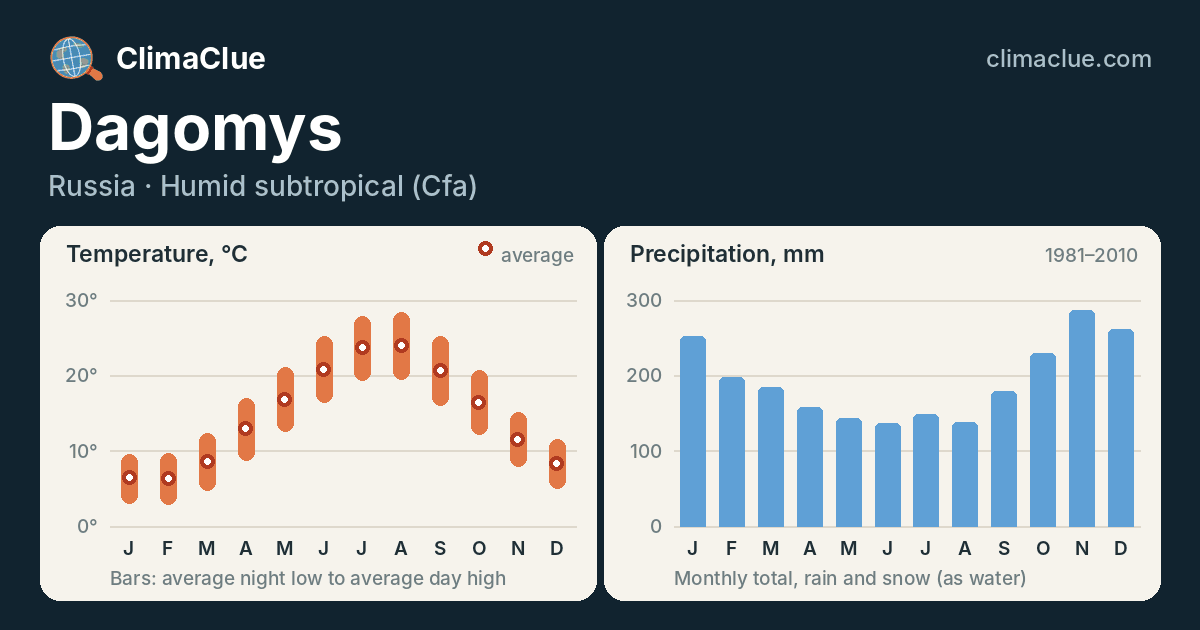 ClimaClue
climaclue.com
Dagomys
Russia · Humid subtropical (Cfa)
Temperature, °C
average
30°
20°
10°
0°
J F M A M J J A S O N D
Bars: average night low to average day high
Precipitation, mm
1981–2010
300
200
100
0
J F M A M J J A S O N D
Monthly total, rain and snow (as water)